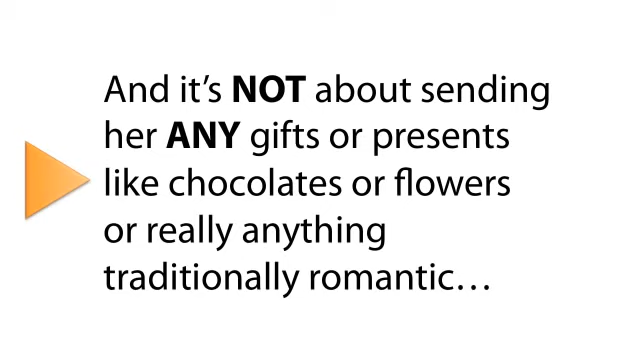 And it’s NOT about sending
her ANY gifts or presents
like chocolates or flowers
or really anything
traditionally romantic…